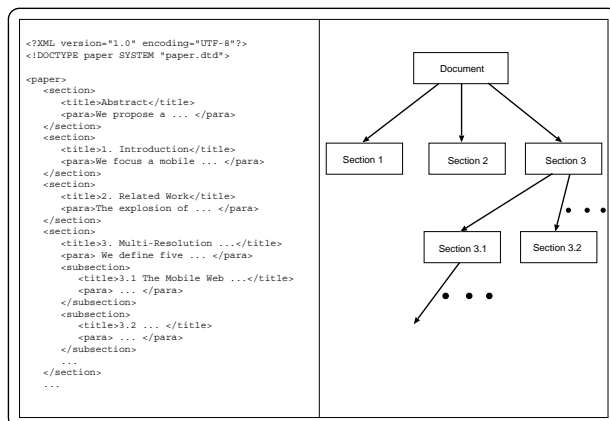 <?XML version="1.0" encoding="UTF-8"?>
<!DOCTYPE paper SYSTEM "paper.dtd">
<paper>
<section>
<title>Abstract</title>
<para>We propose a ... </para>
</section>
<section>
<title>1. Introduction</title>
<para>We focus a mobile ... </para>
</section>
<section>
<title>2. Related Work</title>
<para>The explosion of ... </para>
</section>
<section>
<title>3. Multi-Resolution ...</title>
<para> We define five ... </para>
<subsection>
<title>3.1 The Mobile Web ...</title>
<para> ... </para>
</subsection>
<subsection>
<title>3.2 ... </title>
<para> ... </para>
</subsection>
...
</section>
...
Document
Section 1 Section 2 Section 3
Section 3.1 Section 3.2